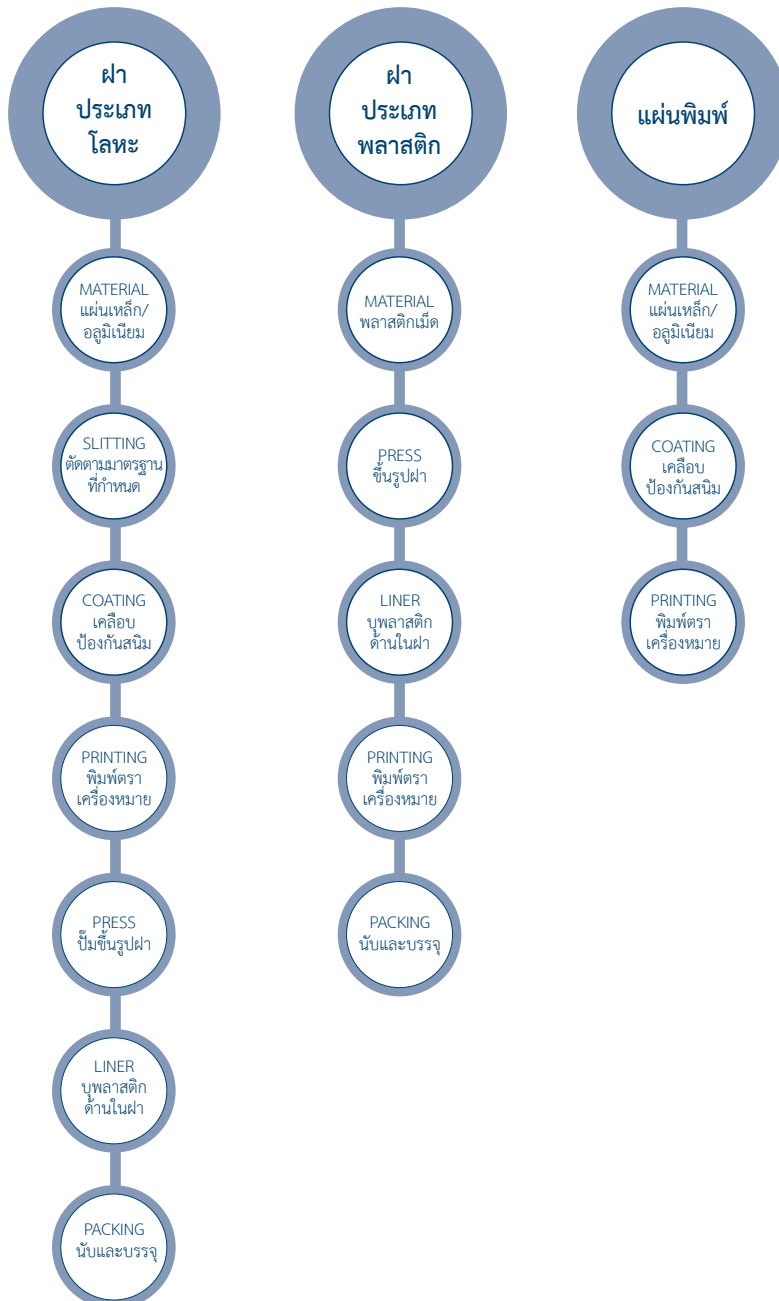 ฝา
ประเภท
โลหะ
MATERIAL
แผ่นเหล็ก/
อลูมิเนียม
SLITTING
ตัดตามมาตรฐาน
ที่กำหนด
COATING
เคลือบ
ป้องกันสนิม
PRINTING
พิมพ์ตรา
เครื่องหมาย
PRESS
ปั๊มขึ้นรูปฝา
LINER
บุพลาสติก
ด้านในฝา
PACKING
นับและบรรจุ
ฝา
ประเภท
พลาสติก
MATERIAL
พลาสติกเม็ด
PRESS
ขึ้นรูปฝา
LINER
บุพลาสติก
ด้านในฝา
PRINTING
พิมพ์ตรา
เครื่องหมาย
PACKING
นับและบรรจุ
แผ่นพิมพ์
MATERIAL
แผ่นเหล็ก/
อลูมิเนียม
COATING
เคลือบ
ป้องกันสนิม
PRINTING
พิมพ์ตรา
เครื่องหมาย